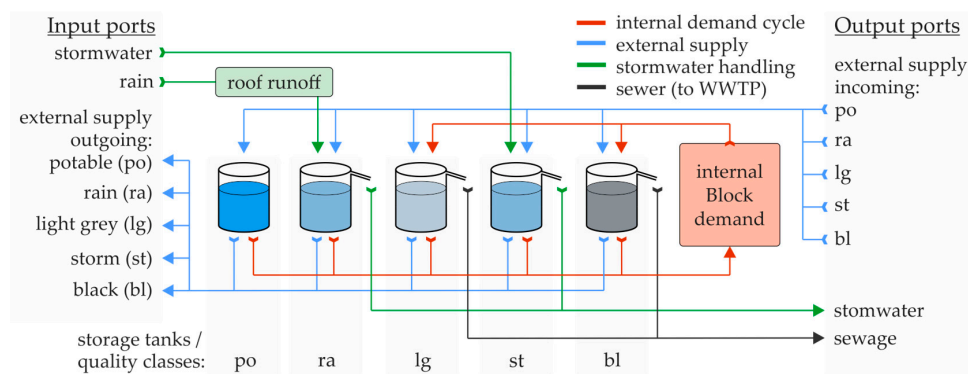 Input ports
stormwater
rain
roof runoff
external supply
outgoing:
potable (po)
rain (ra)
light grey (lg)
storm (st)
black (bl)
internal demand cycle
external supply
stormwater handling
sewer (to WWTP)
Output ports
external supply
incoming:
po
ra
lg
st
bl
internal
Block
demand
stomwater
sewage
storage tanks /
quality classes:
po
ra
lg
st
bl